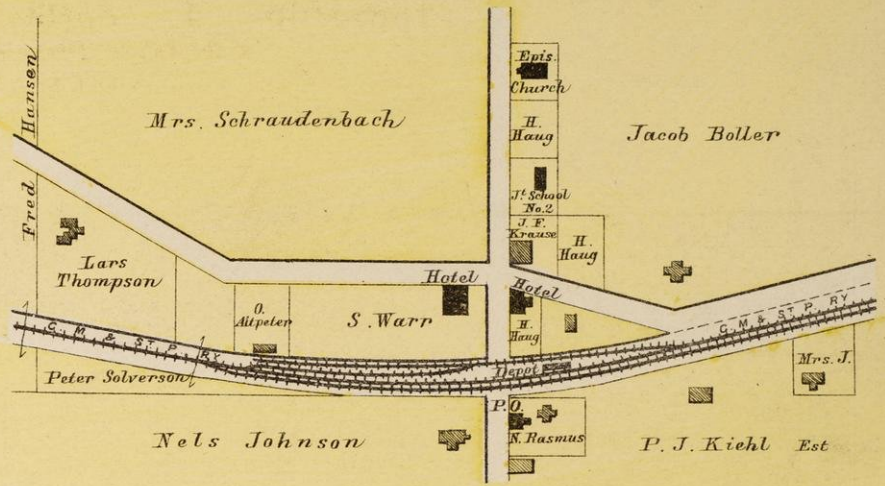 Fred Hansen
Mrs. Schraudenbach
Epis.
Church
H.
Haug
Jacob Boller
Jt. School
No.2
J. F.
Krause
H.
Haug
Lars
Thompson
Hotel
Hotel
O.
Aitpeter
S. Warr
H.
Haug
C. M. & ST. P. RY
C. M & ST P. RY
Depot
Peter Solverson
Mrs. J.
P.O.
N. Rasmus
Nels Johnson
P. J. Kiehl Est